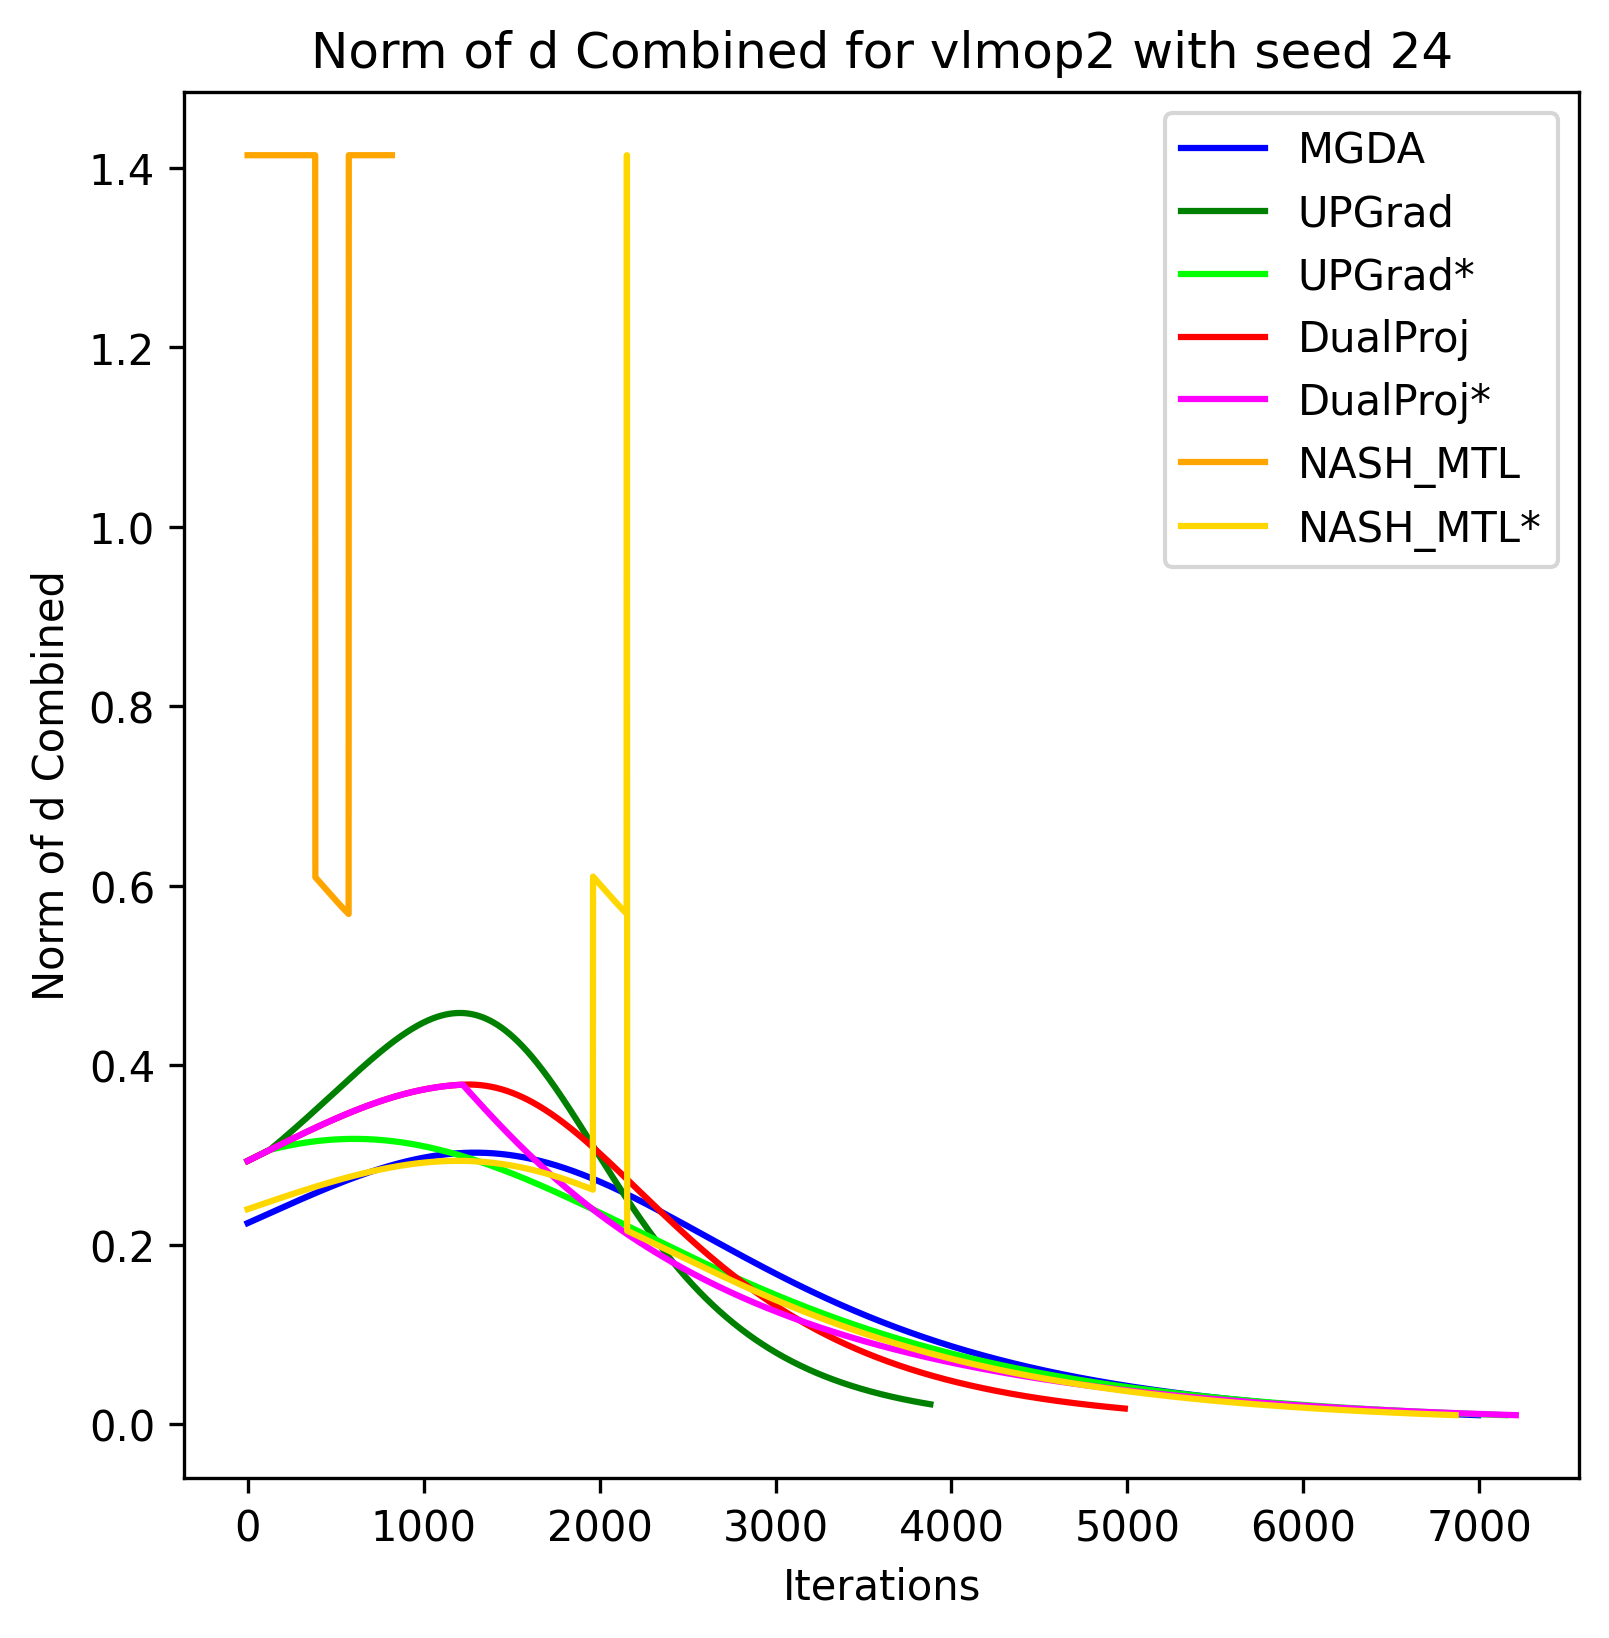 Norm of d Combined for vlmop2 with seed 24
Norm of d Combined
1.4
1.2
1.0
0.8
0.6
0.4
0.2
0.0
MGDA
UPGrad
UPGrad*
DualProj
DualProj*
NASH_MTL
NASH_MTL*
0 1000 2000 3000 4000 5000 6000 7000
Iterations